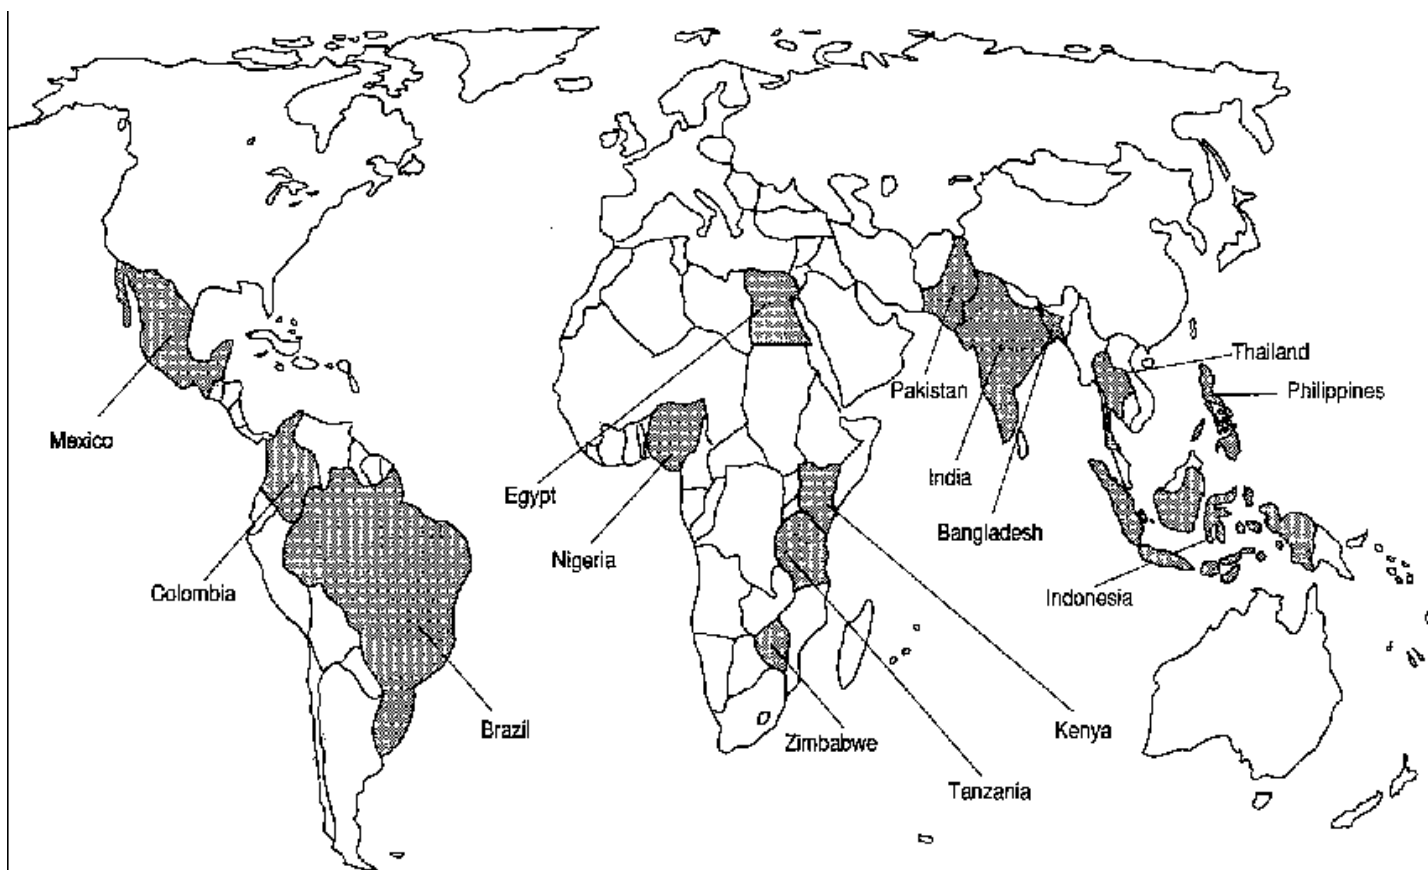 Thailand
Pakistan
Philippines
Mexico
India
Egypt
Bangladesh
Nigeria
Colombia
Indonesia
Brazil
Zimbabwe
Kenya
Tanzania